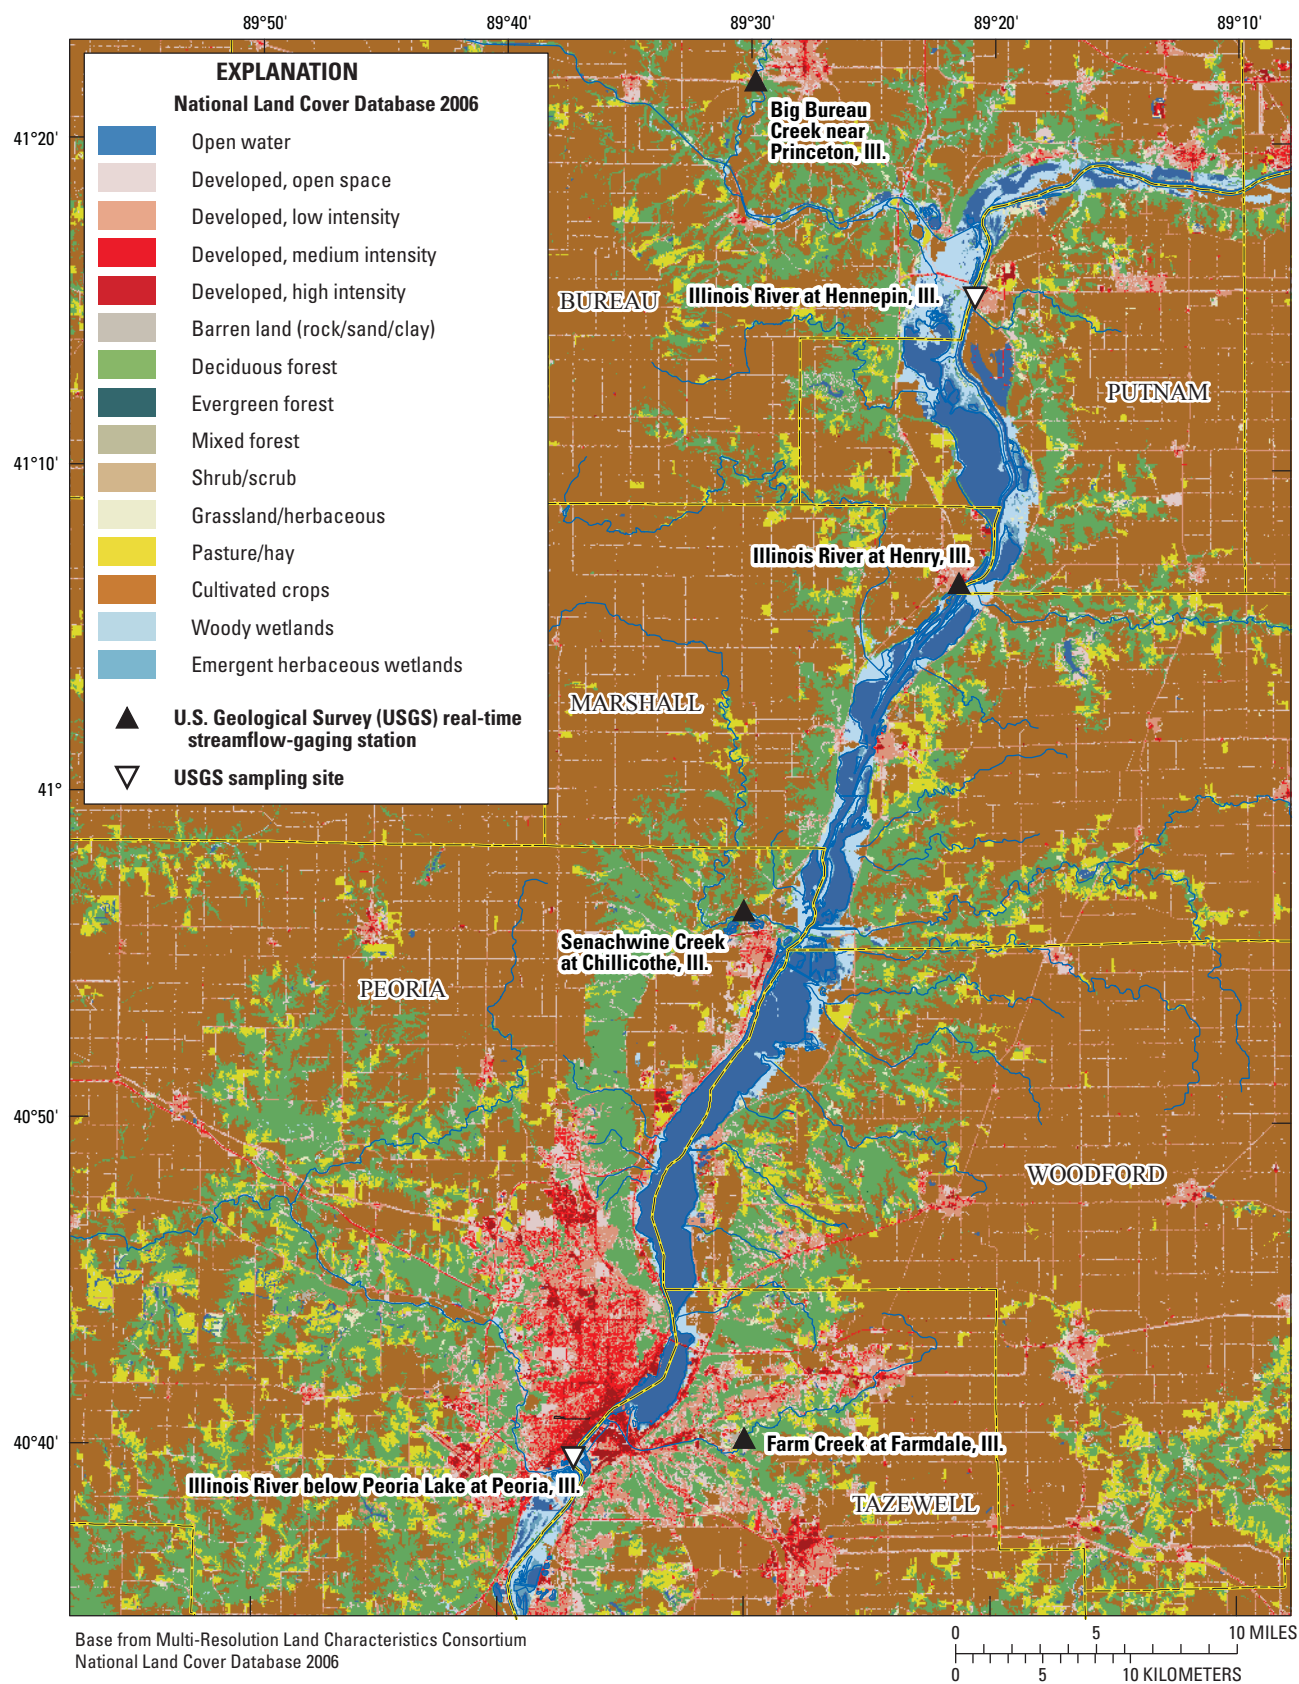 89°50'
89°40'
89°30'
89°20'
89°10'
EXPLANATION
National Land Cover Database 2006
Open water
Developed, open space
Developed, low intensity
Developed, medium intensity
Developed, high intensity
Barren land (rock/sand/clay)
Deciduous forest
Evergreen forest
Mixed forest
Shrub/scrub
Grassland/herbaceous
Pasture/hay
Cultivated crops
Woody wetlands
Emergent herbaceous wetlands
U.S. Geological Survey (USGS) real-time
streamflow-gaging station
USGS sampling site
41°20'
41°10'
41°
40°50'
40°40'
Big Bureau
Creek near
Princeton, Ill.
BUREAU
Illinois River at Hennepin, Ill.
PUTNAM
Illinois River at Henry, Ill.
MARSHALL
Senachwine Creek
at Chillicothe, Ill.
PEORIA
WOODFORD
Farm Creek at Farmdale, Ill.
Illinois River below Peoria Lake at Peoria, Ill.
TAZEWELL
Base from Multi-Resolution Land Characteristics Consortium
National Land Cover Database 2006
0 5 10 MILES
0 5 10 KILOMETERS